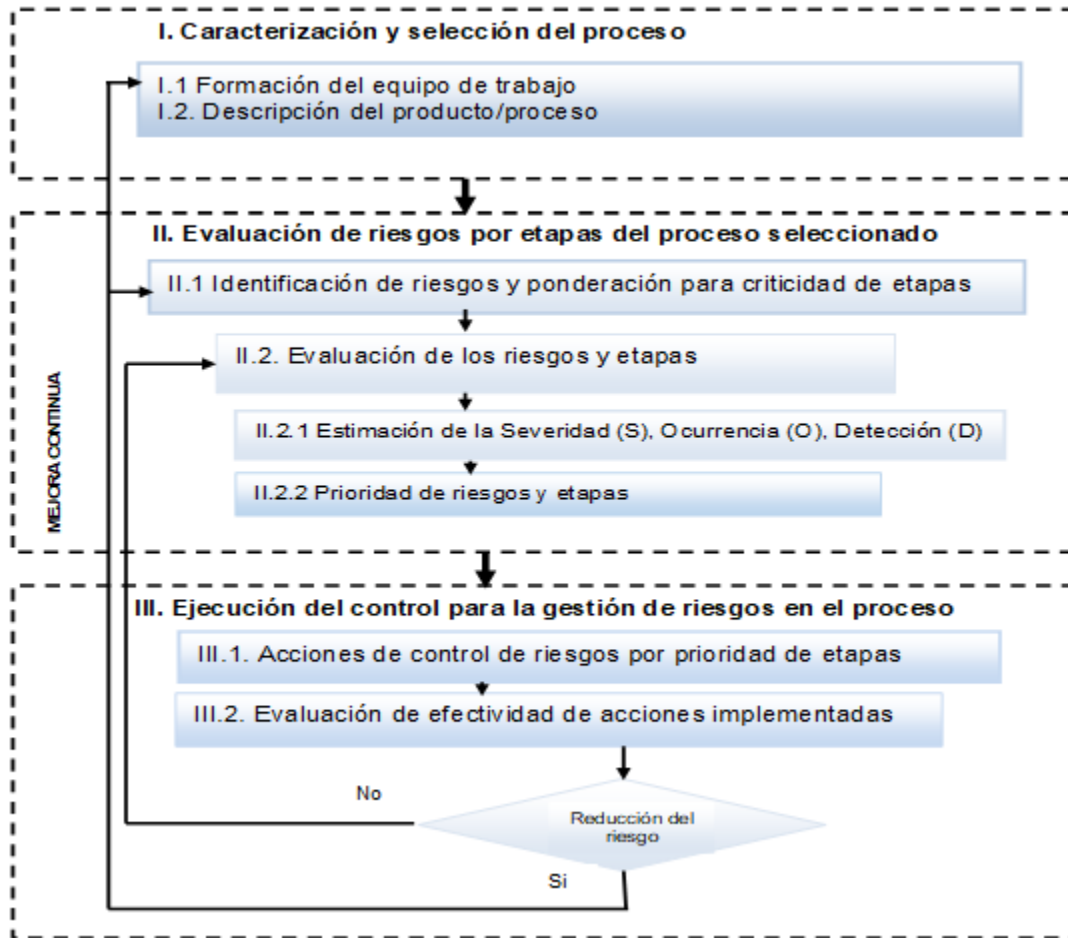 I. Caracterización y selección del proceso
I.1 Formación del equipo de trabajo
I.2. Descripción del producto/proceso
II. Evaluación de riesgos por etapas del proceso seleccionado
II.1 Identificación de riesgos y ponderación para criticidad de etapas
II.2. Evaluación de los riesgos y etapas
II.2.1 Estimación de la Severidad (S), Ocurrencia (O), Detección (D)
II.2.2 Prioridad de riesgos y etapas
MEJORA CONTINUA
III. Ejecución del control para la gestión de riesgos en el proceso
III.1. Acciones de control de riesgos por prioridad de etapas
III.2. Evaluación de efectividad de acciones implementadas
No
Reducción del
riesgo
Si